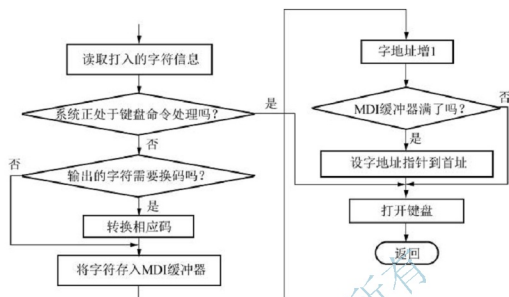 读取打入的字符信息
系统正处于键盘命令处理吗?
是
否
输出的字符需要换码吗?
否
是
转换相应码
将字符存入MDI缓冲器
字地址增1
MDI缓冲器满了吗?
否
是
设字地址指针到首址
打开键盘
返回
所有